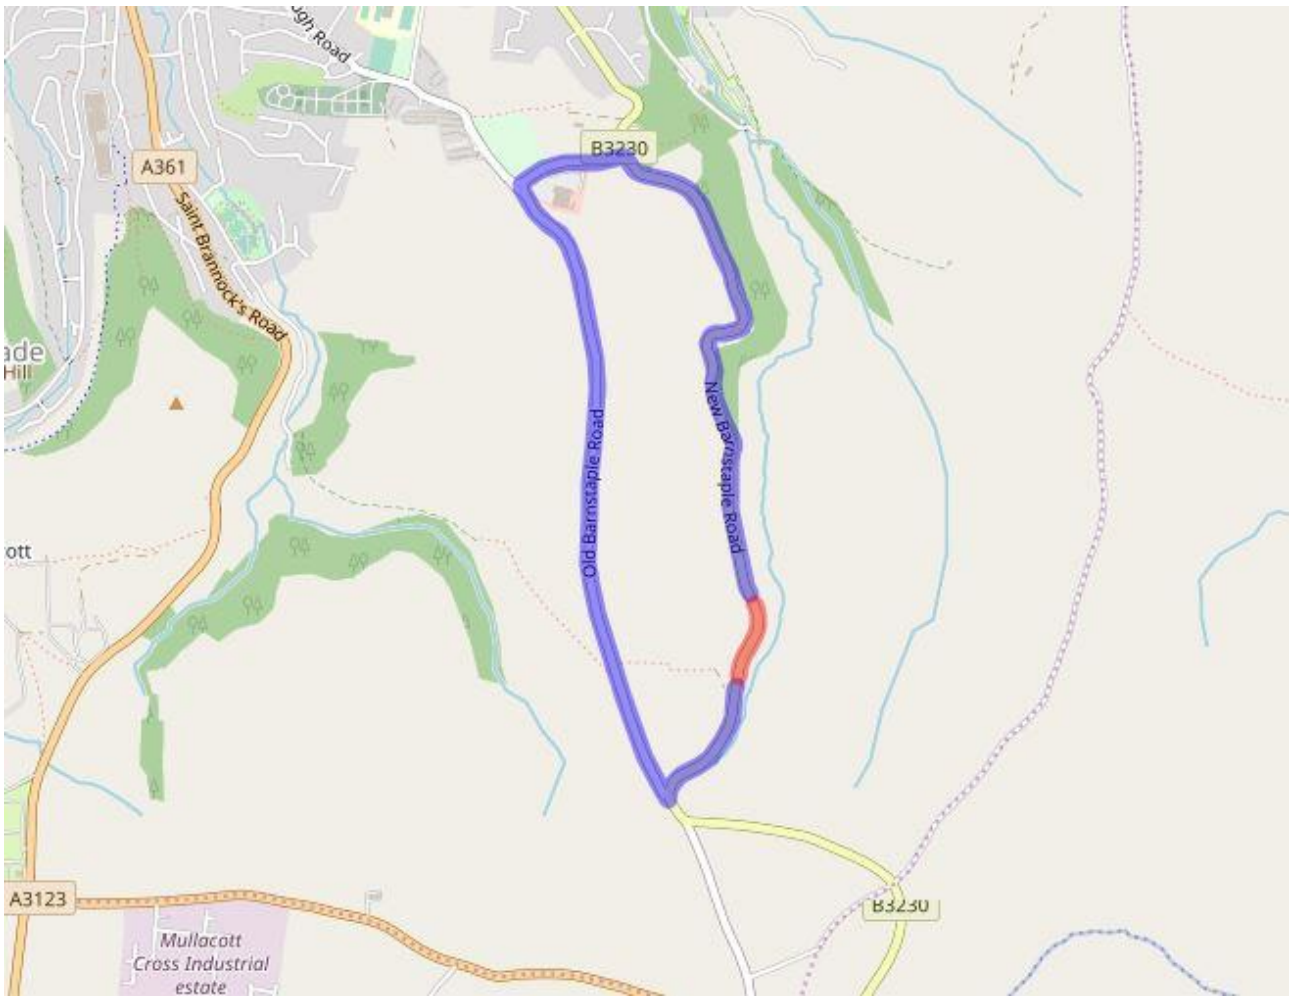 ugh Road
B3230
A361
Saint Brannock's Road
ade
Hill
New Barnstaple Road
Old Barnstaple Road
ott
A3123
B3230
Mullacott
Cross Industrial
estate